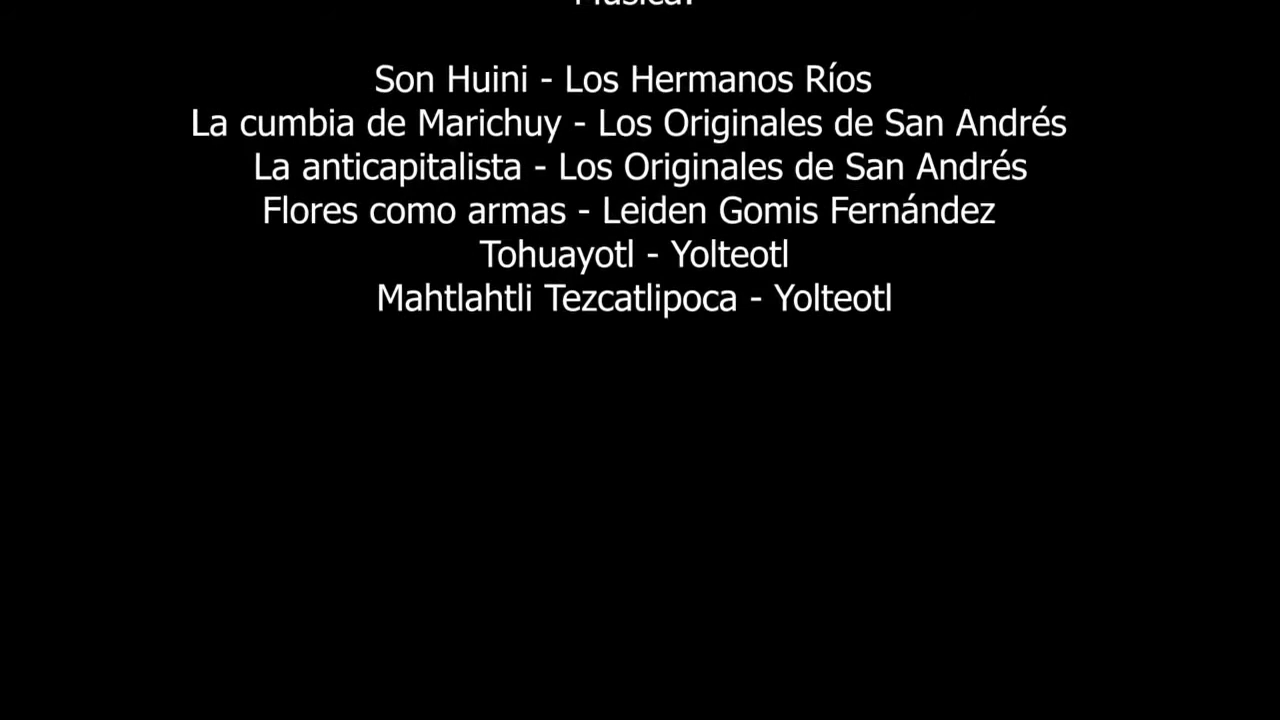 Música:
Son Huini - Los Hermanos Ríos
La cumbia de Marichuy - Los Originales de San Andrés
La anticapitalista - Los Originales de San Andrés
Flores como armas - Leiden Gomis Fernández
Tohuayotl - Yolteotl
Mahtlahtli Tezcatlipoca - Yolteotl